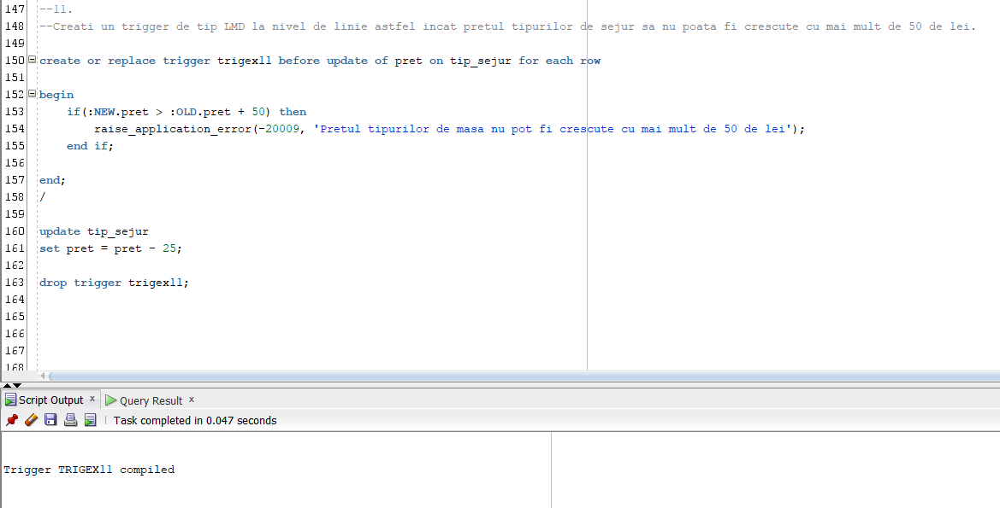 147 --11.
148 --Creati un trigger de tip LMD la nivel de linie astfel incat pretul tipurilor de sejur sa nu poata fi crescute cu mai mult de 50 de lei.
149
150 create or replace trigger trigex11 before update of pret on tip_sejur for each row
151
152 begin
153     if(:NEW.pret > :OLD.pret + 50) then
154         raise_application_error(-20009, 'Pretul tipurilor de masa nu pot fi crescute cu mai mult de 50 de lei');
155     end if;
156
157 end;
158 /
159
160 update tip_sejur
161 set pret = pret - 25;
162
163 drop trigger trigex11;
164
165
166
167
168
Script Output x Query Result x
Task completed in 0.047 seconds
Trigger TRIGEX11 compiled